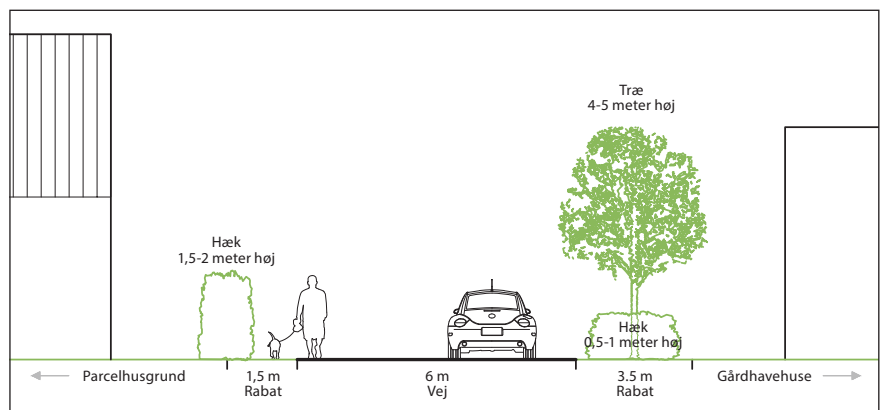 Træ
4-5 meter høj
Hæk
1,5-2 meter høj
Hæk
0,5-1 meter høj
Parcelhusgrund
1,5 m
Rabat
6 m
Vej
3.5 m
Rabat
Gårdhavehuse